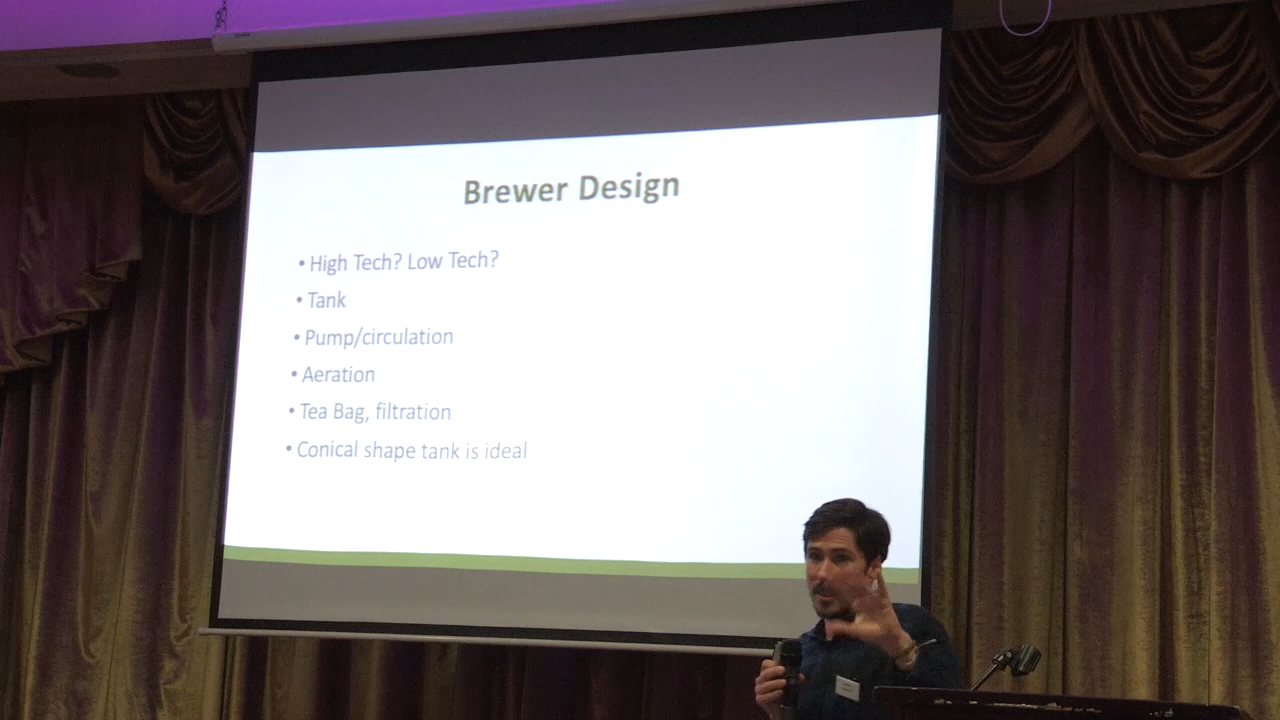 Brewer Design
• High Tech? Low Tech?
• Tank
• Pump/circulation
• Aeration
• Tea Bag, filtration
• Conical shape tank is ideal